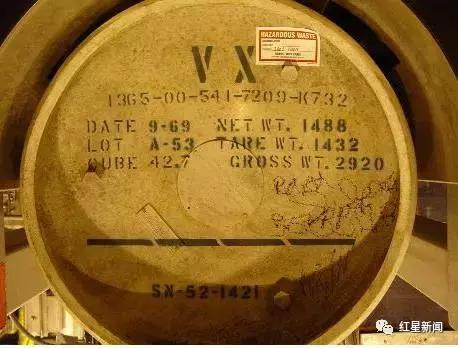 HAZARDOUS WASTE
VX
1365-00-541-7209-K732
DATE 9-69 NET WT. 1488
LOT A-53 TARE WT. 1432
CUBE 42.7 GROSS WT. 2920
SN-52-1421
红星新闻